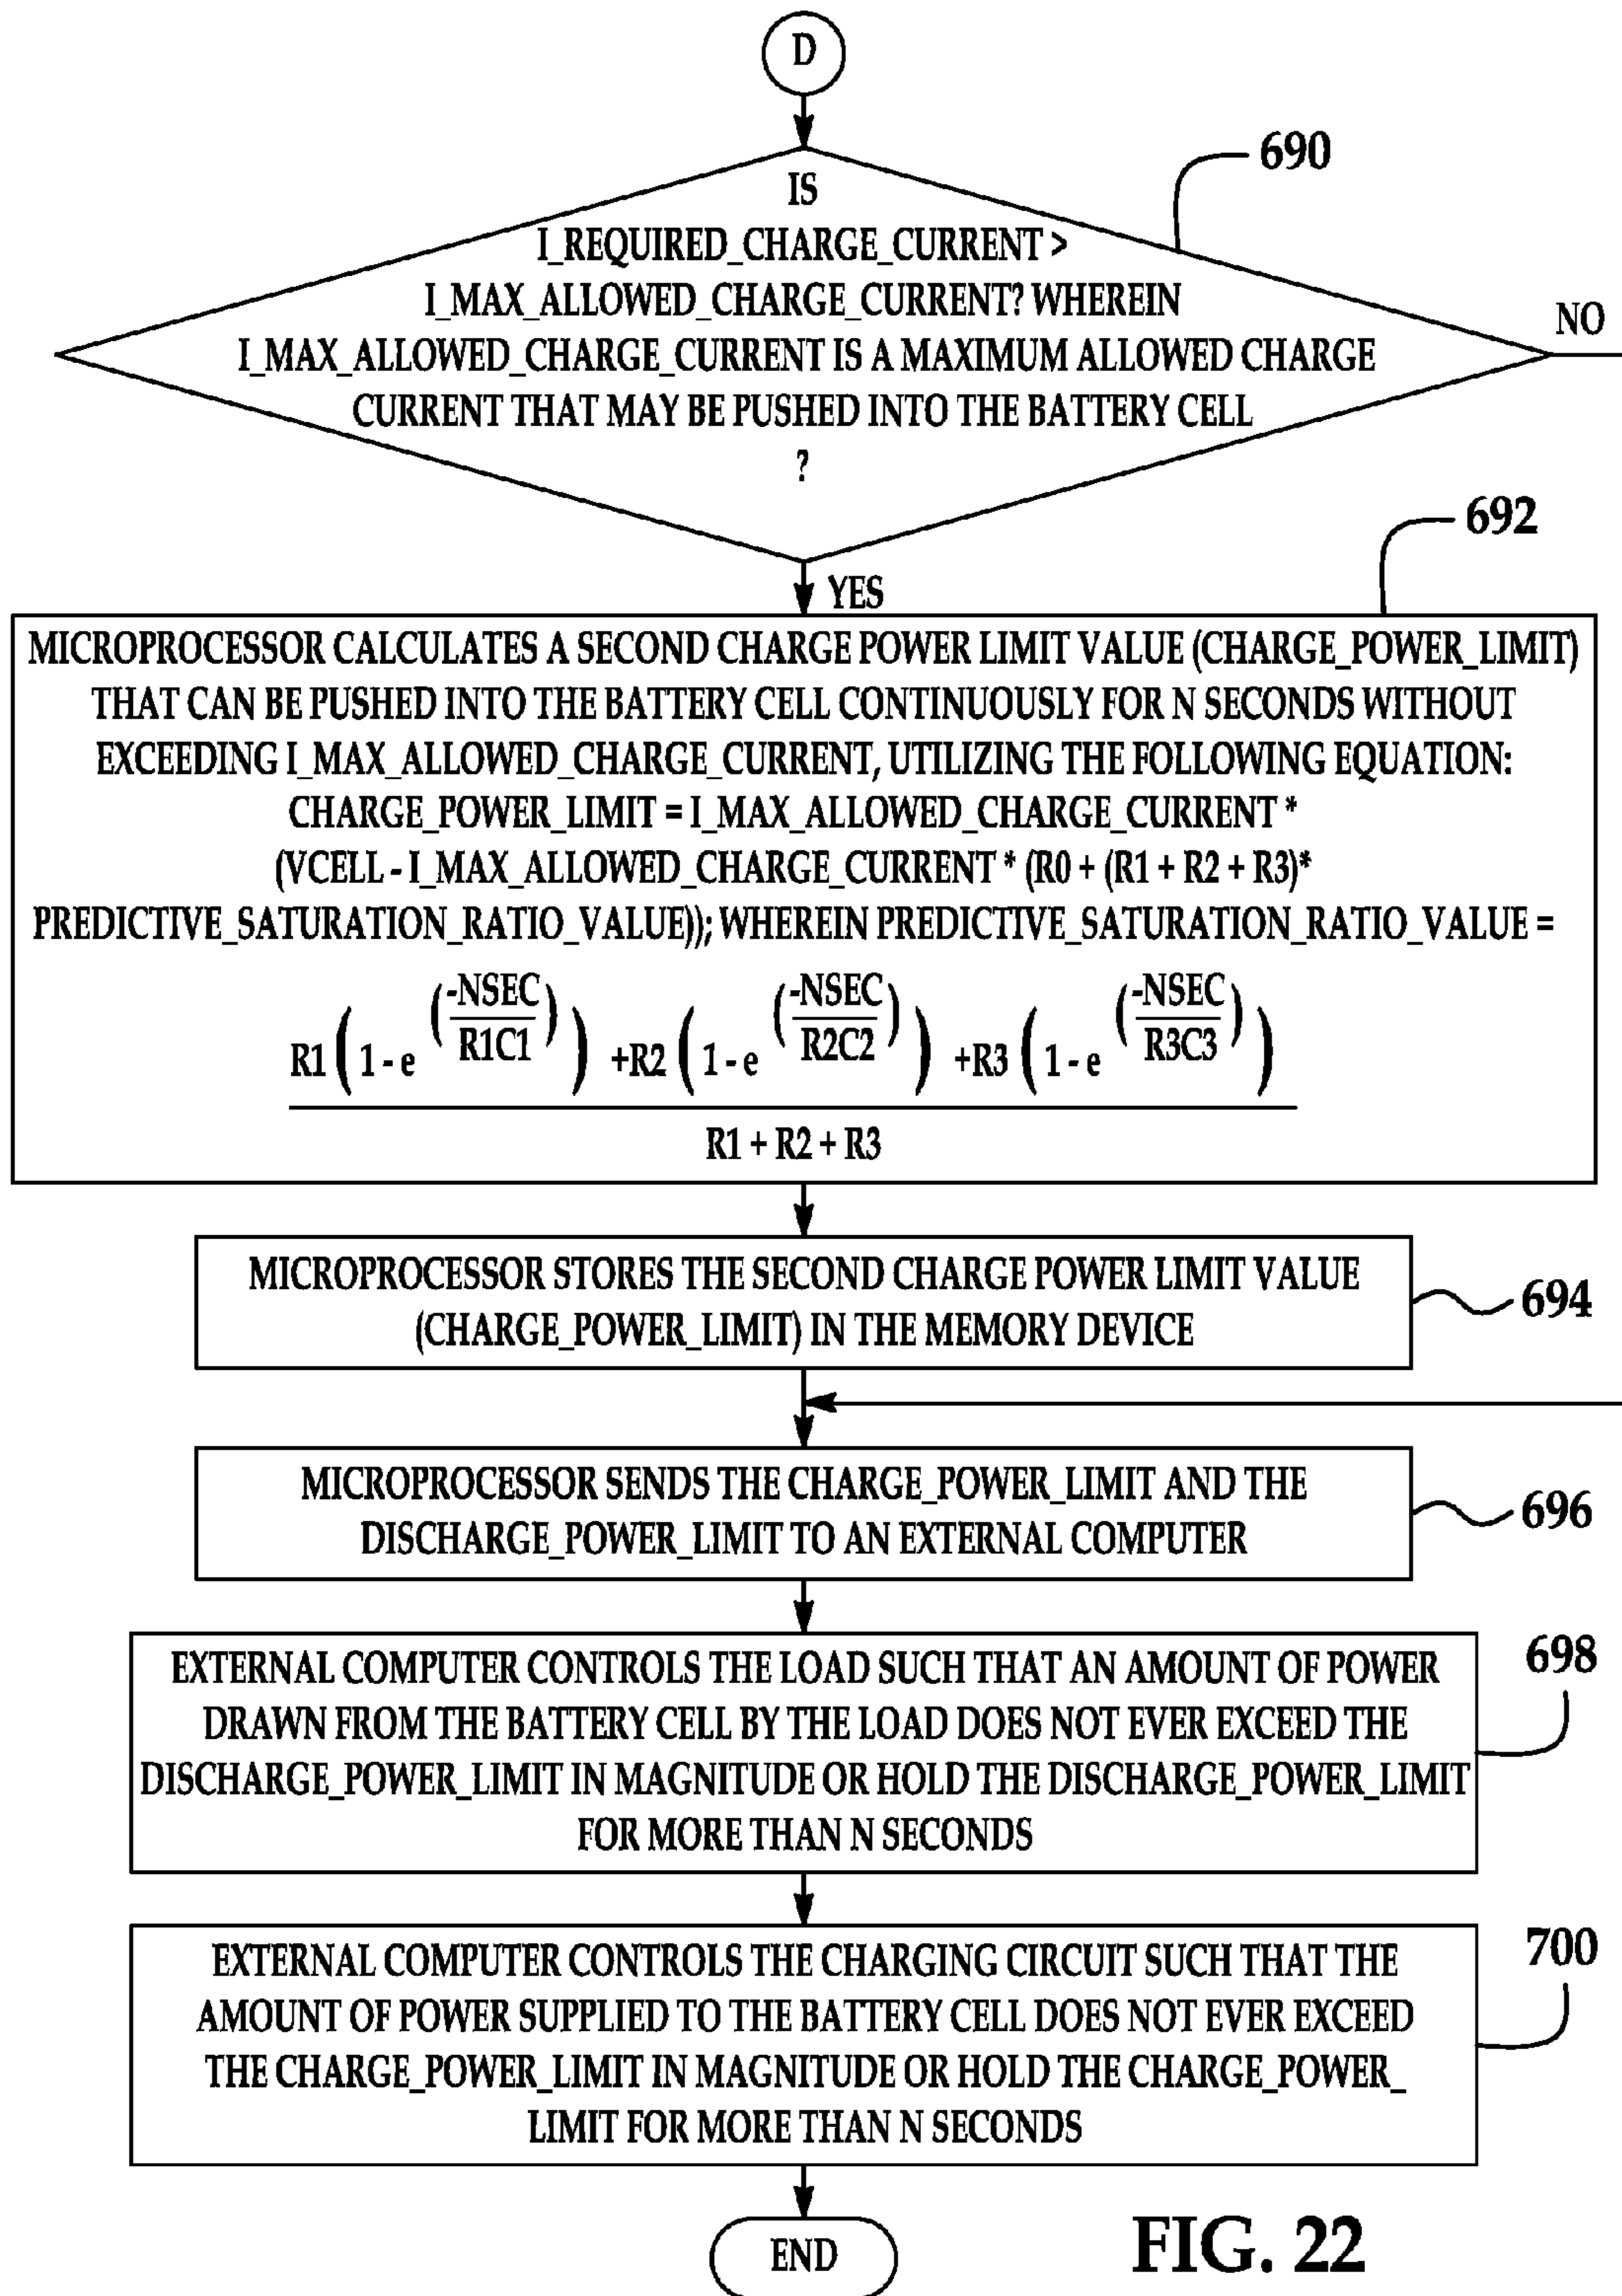 D
690
IS
I_REQUIRED_CHARGE_CURRENT >
I_MAX_ALLOWED_CHARGE_CURRENT? WHEREIN
I_MAX_ALLOWED_CHARGE_CURRENT IS A MAXIMUM ALLOWED CHARGE
CURRENT THAT MAY BE PUSHED INTO THE BATTERY CELL
?
NO
692
YES
MICROPROCESSOR CALCULATES A SECOND CHARGE POWER LIMIT VALUE (CHARGE_POWER_LIMIT)
THAT CAN BE PUSHED INTO THE BATTERY CELL CONTINUOUSLY FOR N SECONDS WITHOUT
EXCEEDING I_MAX_ALLOWED_CHARGE_CURRENT, UTILIZING THE FOLLOWING EQUATION:
CHARGE_POWER_LIMIT = I_MAX_ALLOWED_CHARGE_CURRENT *
(VCELL - I_MAX_ALLOWED_CHARGE_CURRENT * (R0 + (R1 + R2 + R3)*
PREDICTIVE_SATURATION_RATIO_VALUE)); WHEREIN PREDICTIVE_SATURATION_RATIO_VALUE =
R1 ( 1 - e (-NSEC / R1C1) ) +R2 ( 1 - e (-NSEC / R2C2) ) +R3 ( 1 - e (-NSEC / R3C3) )
R1 + R2 + R3
MICROPROCESSOR STORES THE SECOND CHARGE POWER LIMIT VALUE
(CHARGE_POWER_LIMIT) IN THE MEMORY DEVICE
694
MICROPROCESSOR SENDS THE CHARGE_POWER_LIMIT AND THE
DISCHARGE_POWER_LIMIT TO AN EXTERNAL COMPUTER
696
EXTERNAL COMPUTER CONTROLS THE LOAD SUCH THAT AN AMOUNT OF POWER
DRAWN FROM THE BATTERY CELL BY THE LOAD DOES NOT EVER EXCEED THE
DISCHARGE_POWER_LIMIT IN MAGNITUDE OR HOLD THE DISCHARGE_POWER_LIMIT
FOR MORE THAN N SECONDS
698
EXTERNAL COMPUTER CONTROLS THE CHARGING CIRCUIT SUCH THAT THE
AMOUNT OF POWER SUPPLIED TO THE BATTERY CELL DOES NOT EVER EXCEED
THE CHARGE_POWER_LIMIT IN MAGNITUDE OR HOLD THE CHARGE_POWER_
LIMIT FOR MORE THAN N SECONDS
700
END
FIG. 22